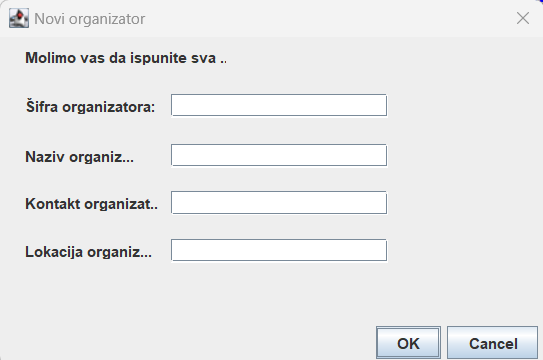 Novi organizator
Molimo vas da ispunite sva ..
Šifra organizatora:
Naziv organiz...
Kontakt organizat..
Lokacija organiz...
OK
Cancel